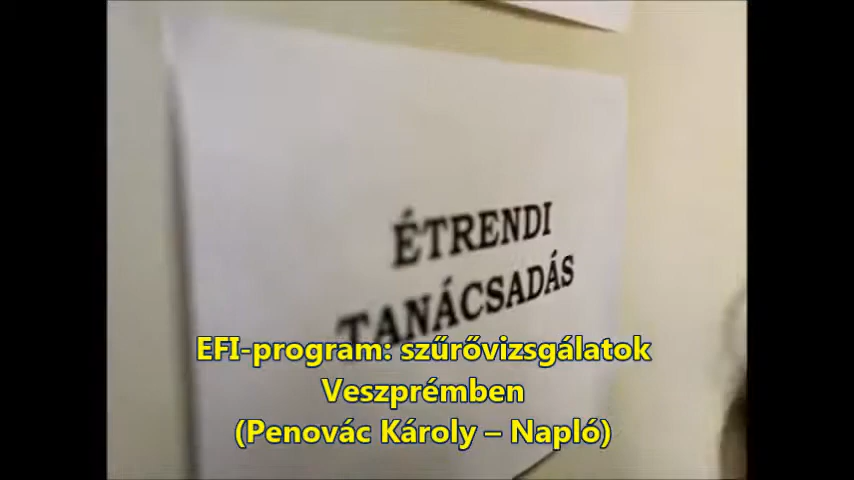 ÉTRENDI
TANÁCSADÁS
EFI-program: szűrővizsgálatok
Veszprémben
(Penovác Károly – Napló)